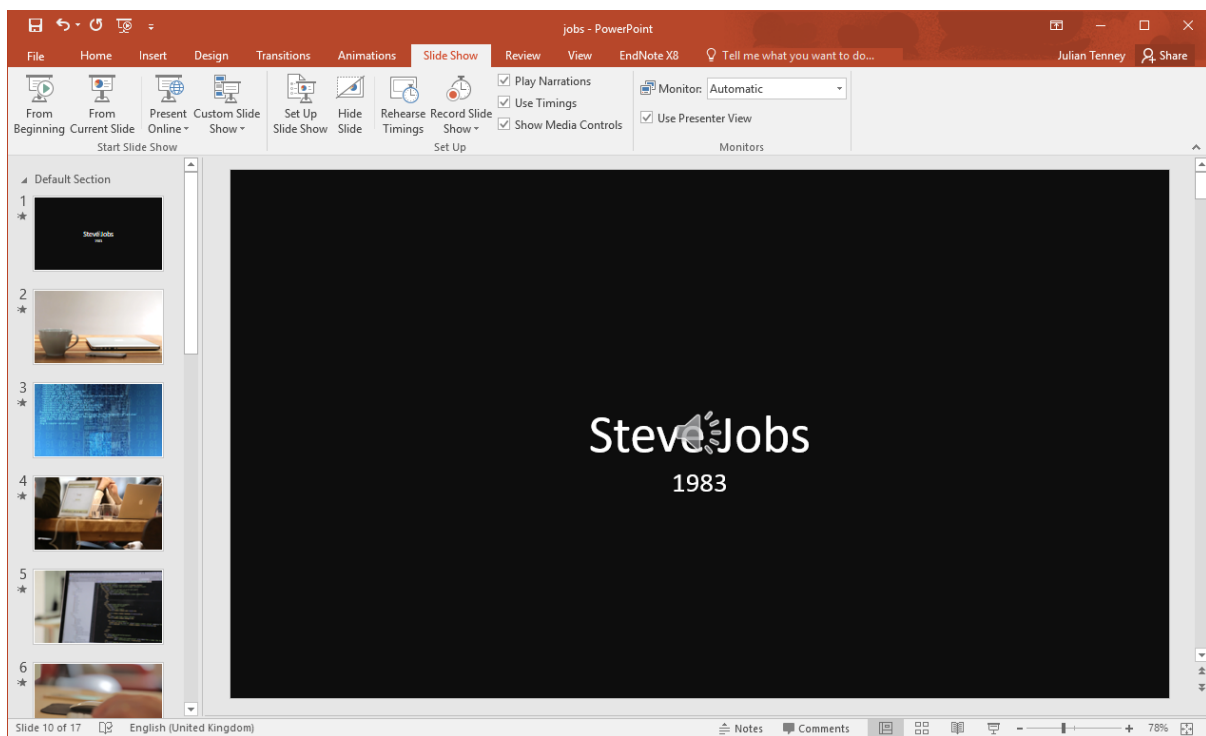 jobs - PowerPoint
File Home Insert Design Transitions Animations Slide Show Review View EndNote X8 Tell me what you want to do... Julian Tenney Share
From Beginning
From Current Slide
Present Online
Custom Slide Show
Start Slide Show
Set Up Slide Show
Hide Slide
Rehearse Timings
Record Slide Show
Play Narrations
Use Timings
Show Media Controls
Set Up
Monitor: Automatic
Use Presenter View
Monitors
Default Section
1
Steve Jobs
1983
2
3
4
5
6
Steve Jobs
1983
Slide 10 of 17 English (United Kingdom) Notes Comments 78%